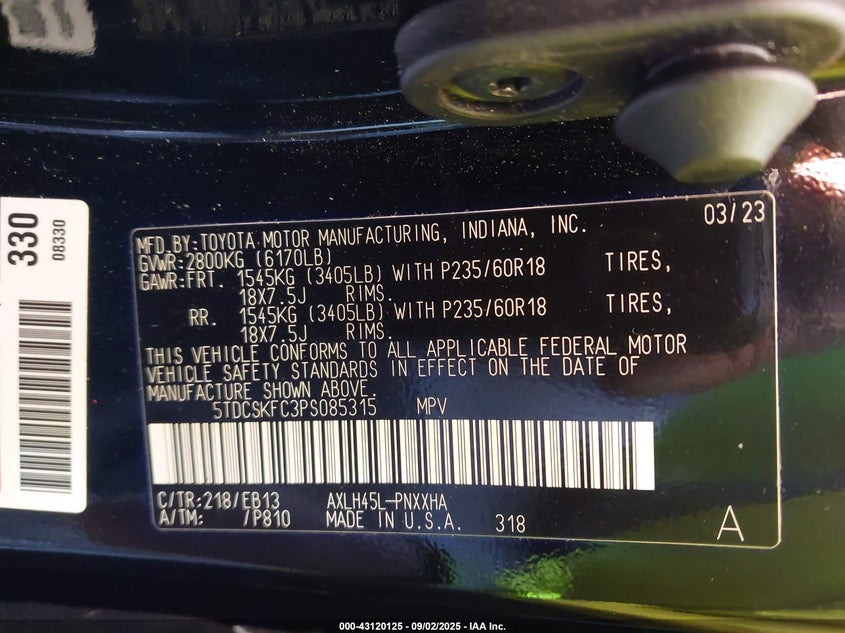 330
08330
03/23
MFD.BY:TOYOTA MOTOR MANUFACTURING, INDIANA, INC.
GVWR:2800KG (6170LB)
GAWR:FRT. 1545KG (3405LB) WITH P235/60R18 TIRES,
18X7.5J RIMS.
RR. 1545KG (3405LB) WITH P235/60R18 TIRES,
18X7.5J RIMS.
THIS VEHICLE CONFORMS TO ALL APPLICABLE FEDERAL MOTOR
VEHICLE SAFETY STANDARDS IN EFFECT ON THE DATE OF
MANUFACTURE SHOWN ABOVE.
5TDCSKFC3PS085315 MPV
C/TR:218/EB13 AXLH45L-PNXXHA
A/TM: /P810 MADE IN U.S.A. 318
A
000-43120125 - 09/02/2025 - IAA Inc.